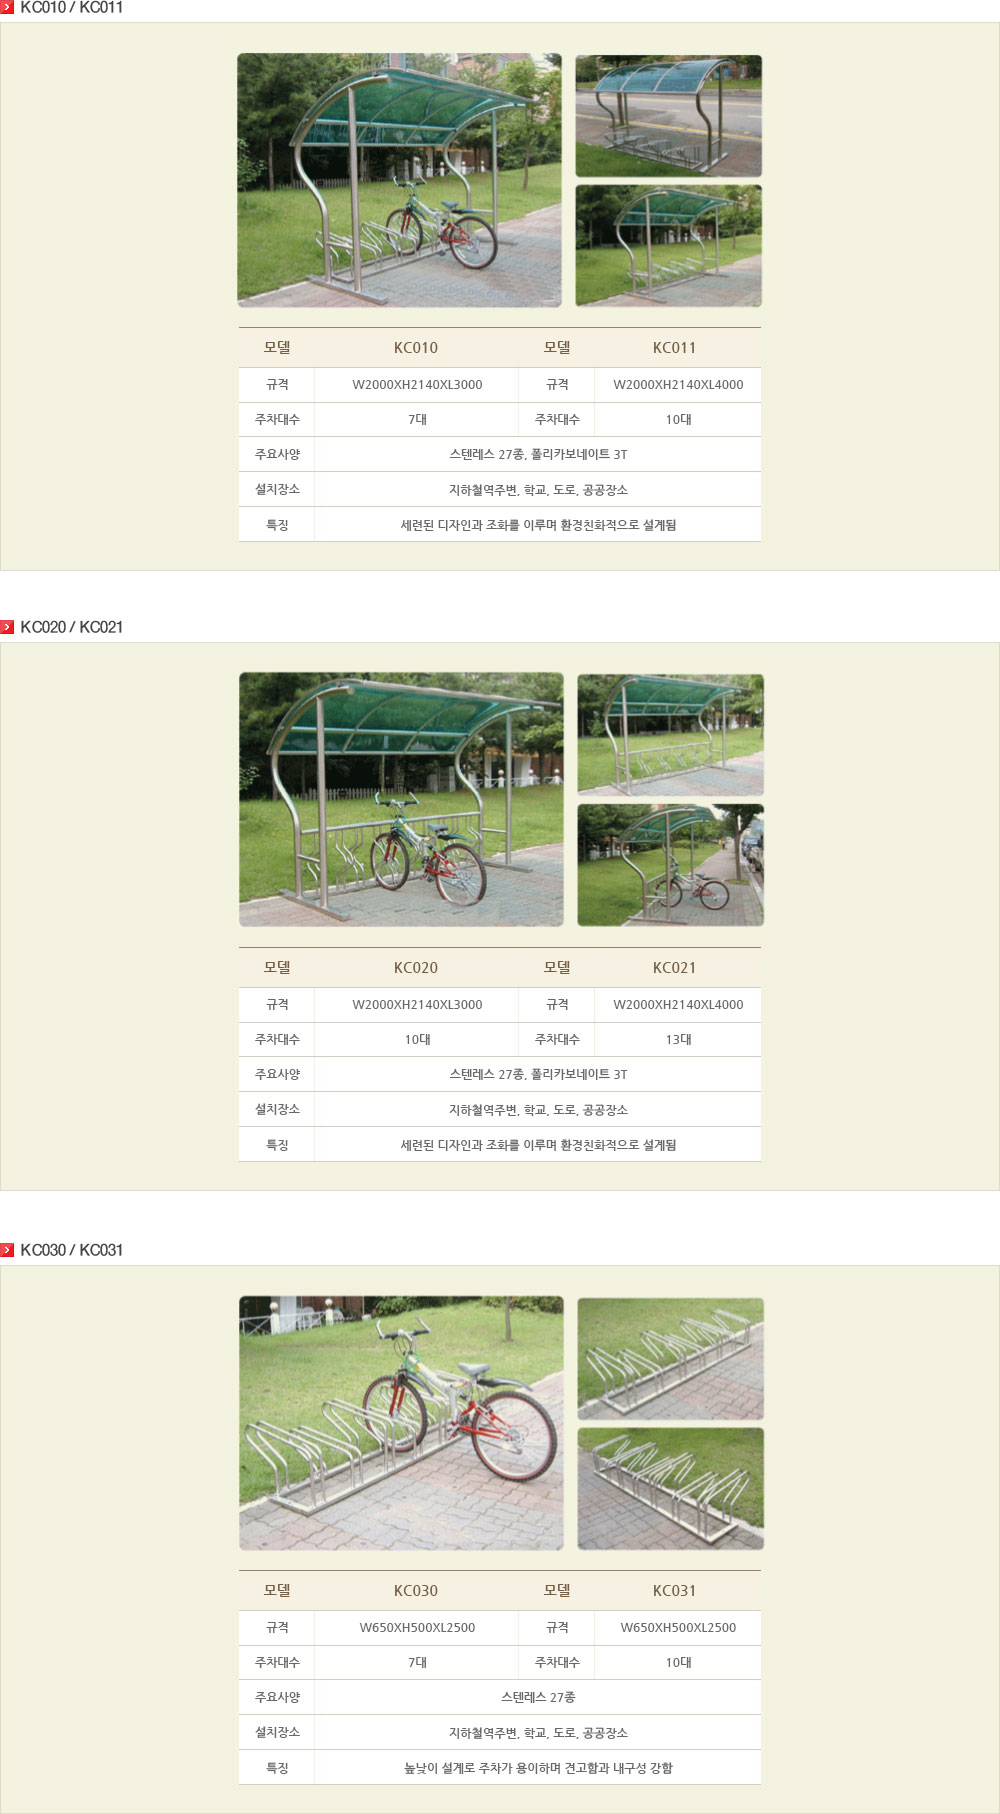 KC010 / KC011
모델 KC010 모델 KC011
규격 W2000XH2140XL3000 규격 W2000XH2140XL4000
주차대수 7대 주차대수 10대
주요사양 스텐레스 27종, 폴리카보네이트 3T
설치장소 지하철역주변, 학교, 도로, 공공장소
특징 세련된 디자인과 조화를 이루며 환경친화적으로 설계됨
KC020 / KC021
모델 KC020 모델 KC021
규격 W2000XH2140XL3000 규격 W2000XH2140XL4000
주차대수 10대 주차대수 13대
주요사양 스텐레스 27종, 폴리카보네이트 3T
설치장소 지하철역주변, 학교, 도로, 공공장소
특징 세련된 디자인과 조화를 이루며 환경친화적으로 설계됨
KC030 / KC031
모델 KC030 모델 KC031
규격 W650XH500XL2500 규격 W650XH500XL2500
주차대수 7대 주차대수 10대
주요사양 스텐레스 27종
설치장소 지하철역주변, 학교, 도로, 공공장소
특징 높낮이 설계로 주차가 용이하며 견고함과 내구성 강함